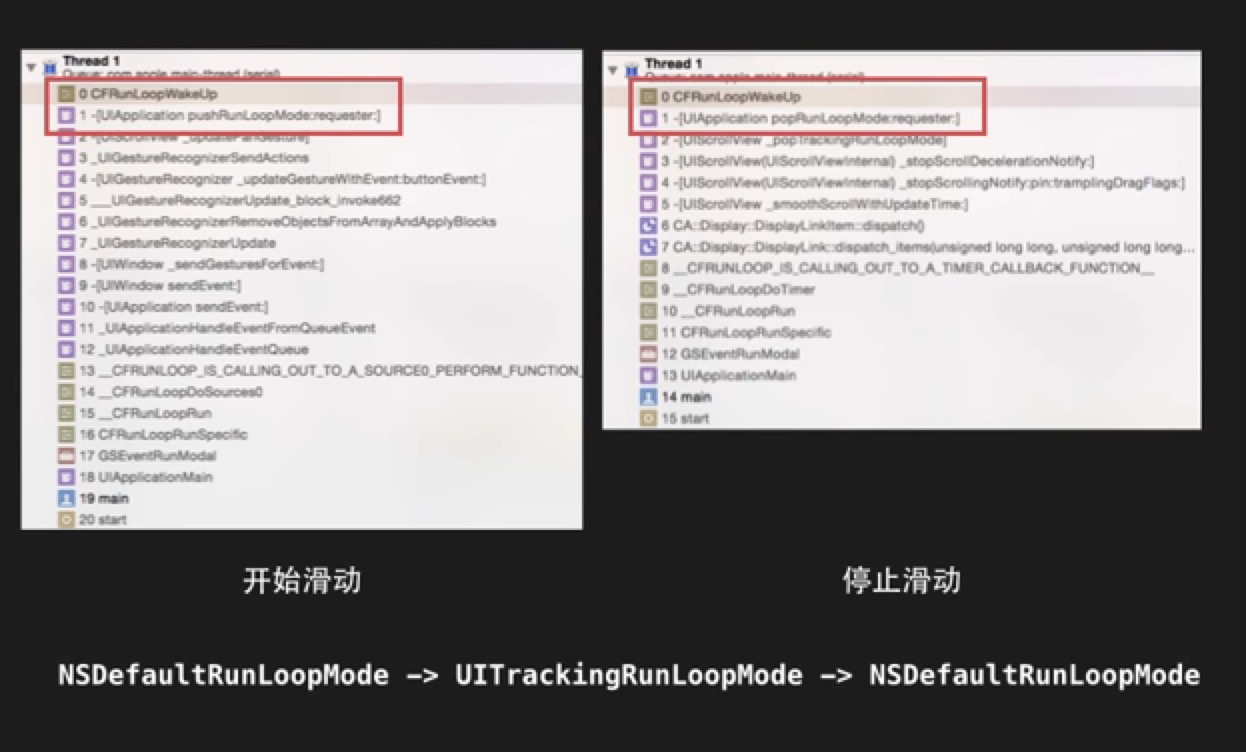 Thread 1
Queue: com.apple.main-thread (serial)
0 CFRunLoopWakeUp
1 -[UIApplication pushRunLoopMode:requester:]
2 -[UIScrollView _updatePanGesture]
3 _UIGestureRecognizerSendActions
4 -[UIGestureRecognizer _updateGestureWithEvent:buttonEvent:]
5 ___UIGestureRecognizerUpdate_block_invoke662
6 _UIGestureRecognizerRemoveObjectsFromArrayAndApplyBlocks
7 _UIGestureRecognizerUpdate
8 -[UIWindow _sendGesturesForEvent:]
9 -[UIWindow sendEvent:]
10 -[UIApplication sendEvent:]
11 _UIApplicationHandleEventFromQueueEvent
12 _UIApplicationHandleEventQueue
13 __CFRUNLOOP_IS_CALLING_OUT_TO_A_SOURCE0_PERFORM_FUNCTION_
14 __CFRunLoopDoSources0
15 __CFRunLoopRun
16 CFRunLoopRunSpecific
17 GSEventRunModal
18 UIApplicationMain
19 main
20 start
开始滑动
Thread 1
Queue: com.apple.main-thread (serial)
0 CFRunLoopWakeUp
1 -[UIApplication popRunLoopMode:requester:]
2 -[UIScrollView _popTrackingRunLoopMode]
3 -[UIScrollView(UIScrollViewInternal) _stopScrollDecelerationNotify:]
4 -[UIScrollView(UIScrollViewInternal) _stopScrollingNotify:pin:tramplingDragFlags:]
5 -[UIScrollView _smoothScrollWithUpdateTime:]
6 CA::Display::DisplayLinkItem::dispatch()
7 CA::Display::DisplayLink::dispatch_items(unsigned long long, unsigned long long...
8 __CFRUNLOOP_IS_CALLING_OUT_TO_A_TIMER_CALLBACK_FUNCTION__
9 __CFRunLoopDoTimer
10 __CFRunLoopRun
11 CFRunLoopRunSpecific
12 GSEventRunModal
13 UIApplicationMain
14 main
15 start
停止滑动
NSDefaultRunLoopMode -> UITrackingRunLoopMode -> NSDefaultRunLoopMode